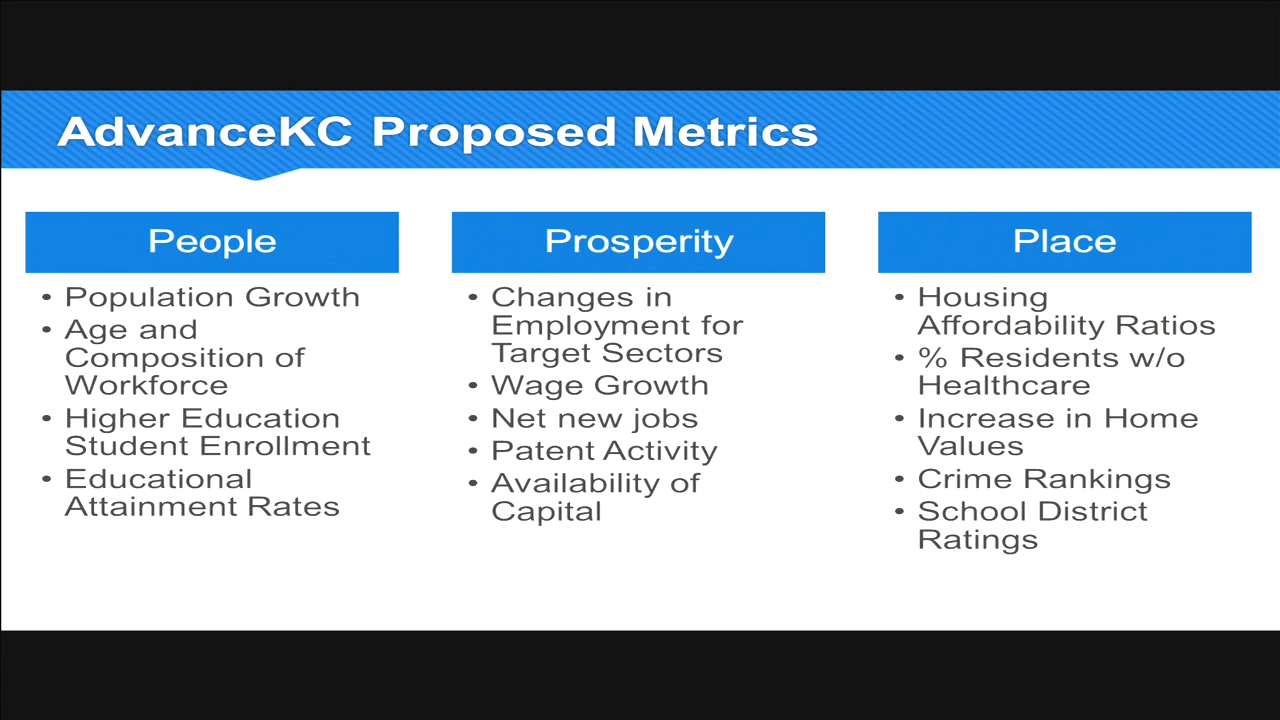 AdvanceKC Proposed Metrics
People
• Population Growth
• Age and
Composition of
Workforce
• Higher Education
Student Enrollment
• Educational
Attainment Rates
Prosperity
• Changes in
Employment for
Target Sectors
• Wage Growth
• Net new jobs
• Patent Activity
• Availability of
Capital
Place
• Housing
Affordability Ratios
• % Residents w/o
Healthcare
• Increase in Home
Values
• Crime Rankings
• School District
Ratings